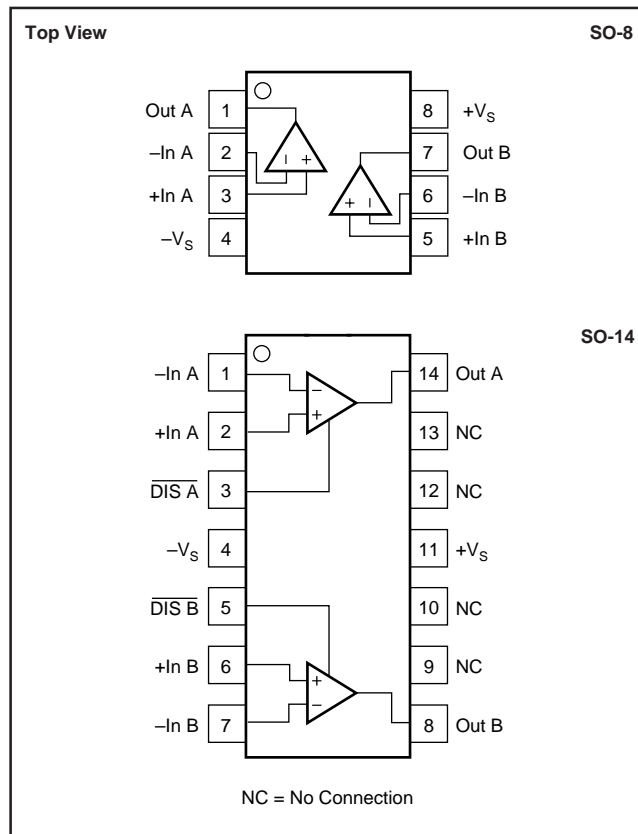 Top View SO-8
Out A 1 8 +VS
–In A 2 7 Out B
+In A 3 6 –In B
–VS 4 5 +In B
– +
+ –
SO-14
–In A 1 14 Out A
+In A 2 13 NC
DIS A 3 12 NC
–VS 4 11 +VS
DIS B 5 10 NC
+In B 6 9 NC
–In B 7 8 Out B
–
+
+
–
NC = No Connection